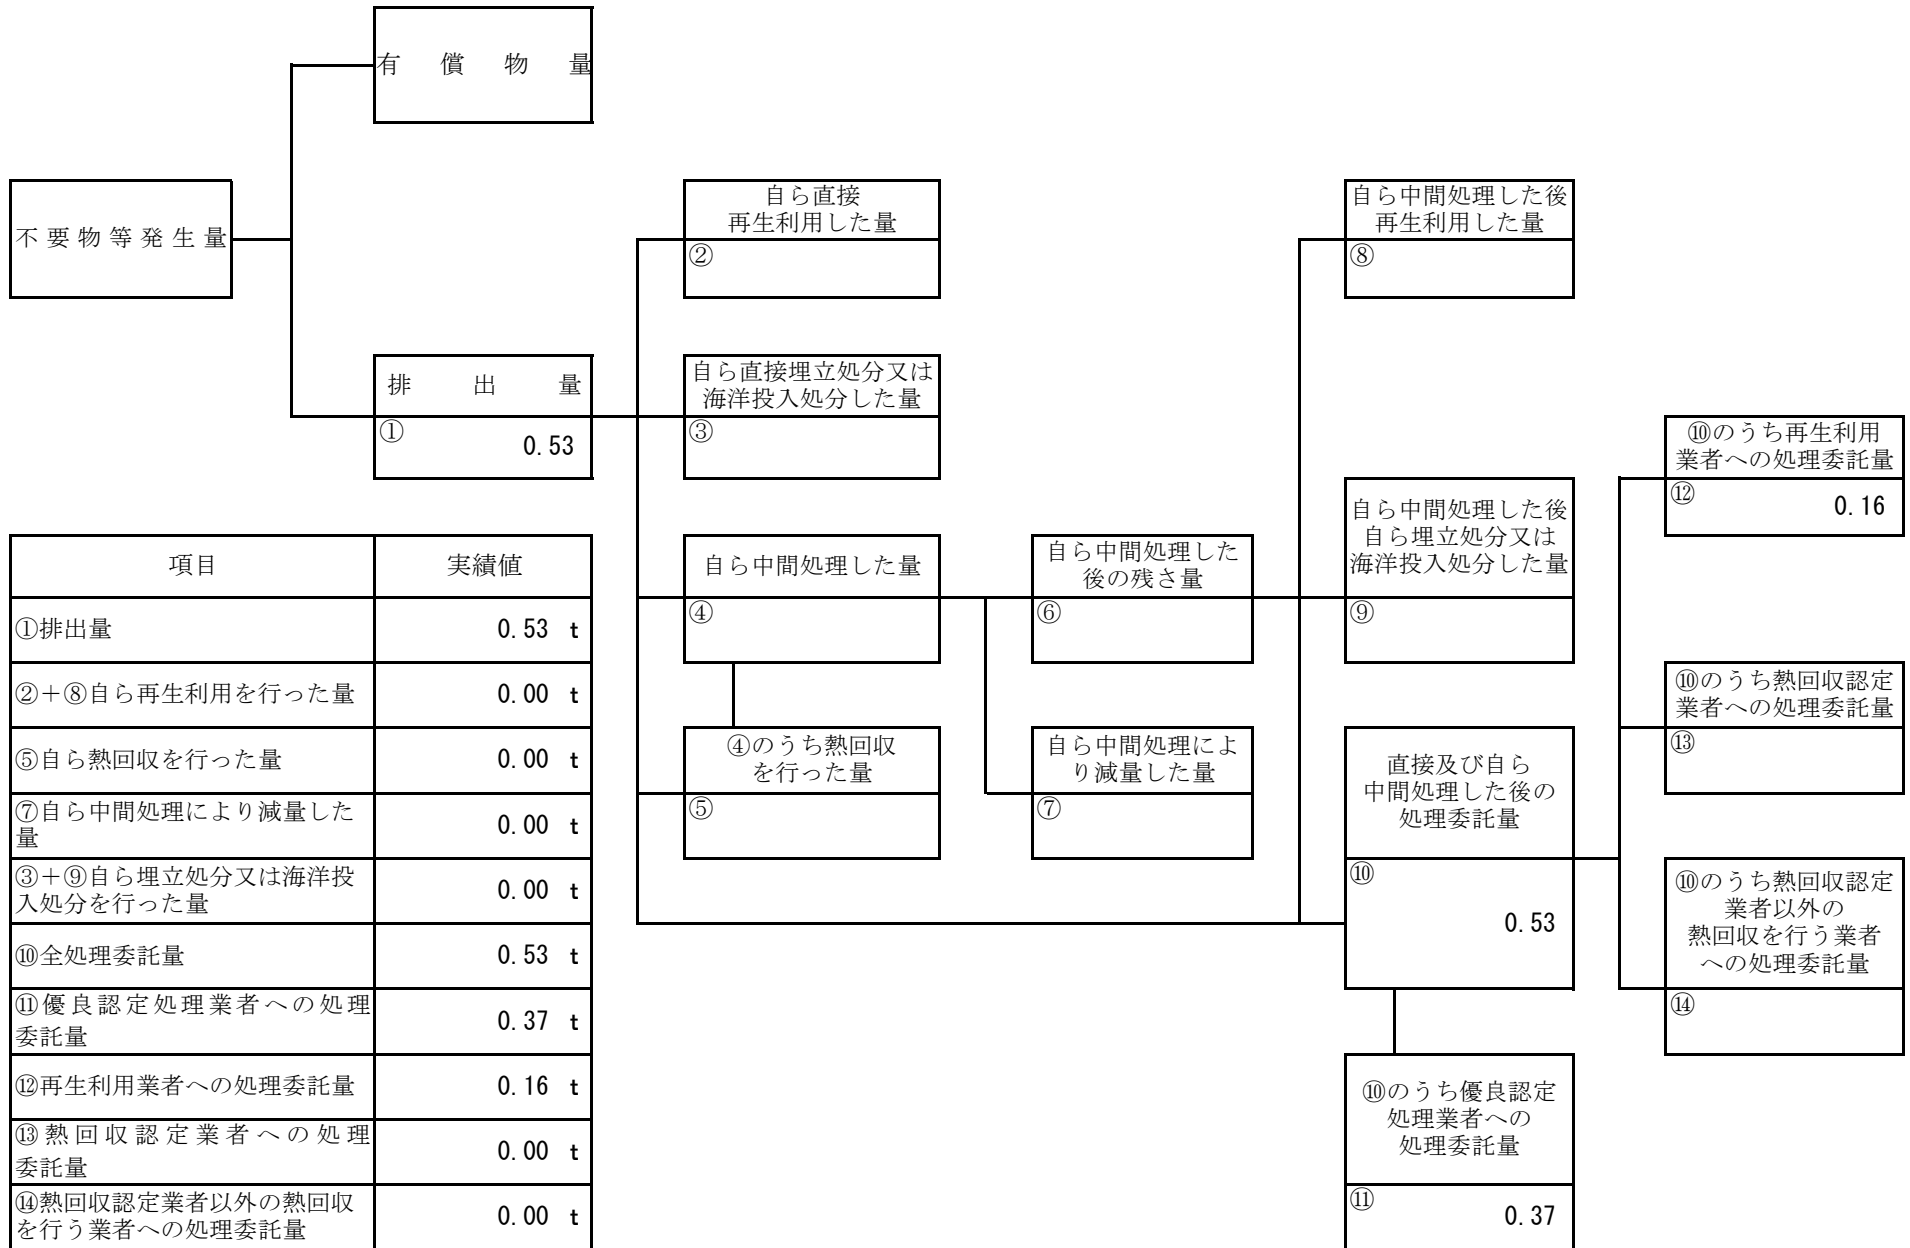 有償物量
不要物等発生量
自ら直接
再生利用した量
②
自ら中間処理した後
再生利用した量
⑧
排出量
① 0.53
自ら直接埋立処分又は
海洋投入処分した量
③
⑩のうち再生利用
業者への処理委託量
⑫ 0.16
自ら中間処理した量
④
自ら中間処理した
後の残さ量
⑥
自ら中間処理した後
自ら埋立処分又は
海洋投入処分した量
⑨
⑩のうち熱回収認定
業者への処理委託量
⑬
④のうち熱回収
を行った量
⑤
自ら中間処理によ
り減量した量
⑦
直接及び自ら
中間処理した後の
処理委託量
⑩ 0.53
⑩のうち熱回収認定
業者以外の
熱回収を行う業者
への処理委託量
⑭
⑩のうち優良認定
処理業者への
処理委託量
⑪ 0.37
項目 実績値
①排出量 0.53 t
②+⑧自ら再生利用を行った量 0.00 t
⑤自ら熱回収を行った量 0.00 t
⑦自ら中間処理により減量した
量 0.00 t
③+⑨自ら埋立処分又は海洋投
入処分を行った量 0.00 t
⑩全処理委託量 0.53 t
⑪優良認定処理業者への処理
委託量 0.37 t
⑫再生利用業者への処理委託量 0.16 t
⑬熱回収認定業者への処理
委託量 0.00 t
⑭熱回収認定業者以外の熱回収
を行う業者への処理委託量 0.00 t